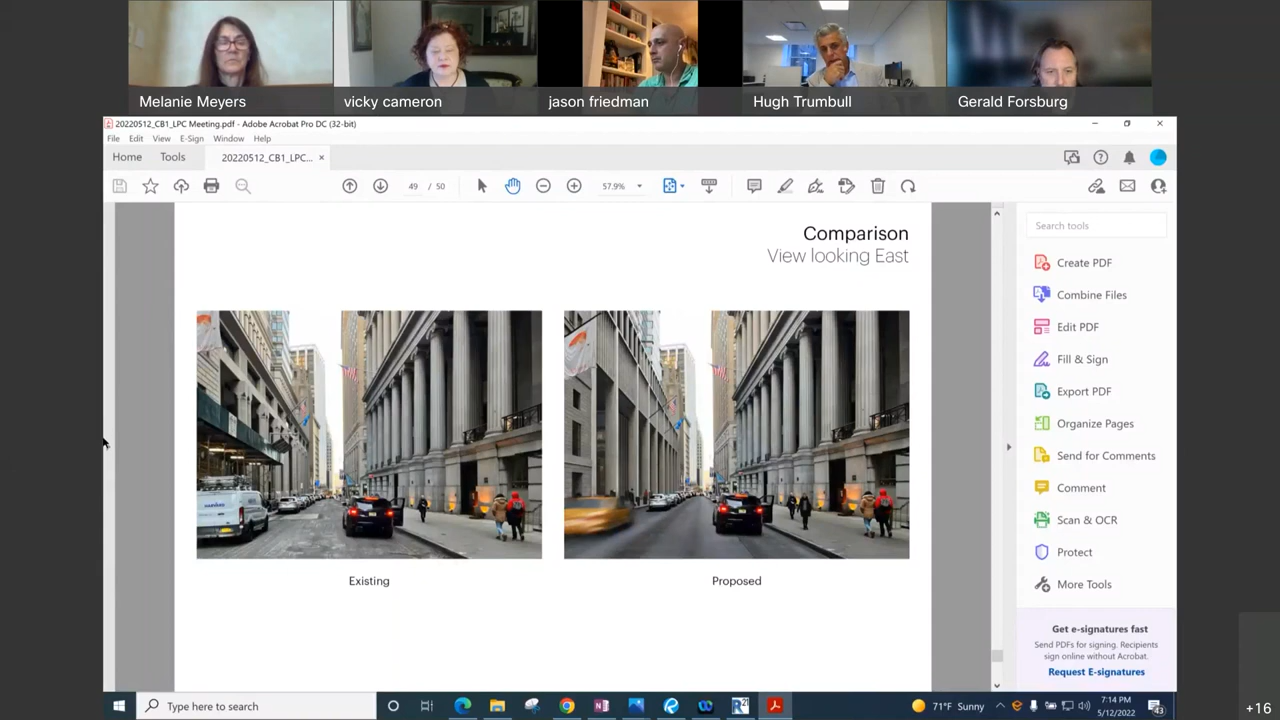 Melanie Meyers
vicky cameron
jason friedman
Hugh Trumbull
Gerald Forsburg
20220512_CB1_LPC Meeting.pdf - Adobe Acrobat Pro DC (32-bit)
File Edit View E-Sign Window Help
Home Tools 20220512_CB1_LPC... ×
49 / 50 57.9%
Comparison
View looking East
Existing
Proposed
Search tools
Create PDF
Combine Files
Edit PDF
Fill & Sign
Export PDF
Organize Pages
Send for Comments
Comment
Scan & OCR
Protect
More Tools
Get e-signatures fast
Send PDFs for signing. Recipients
sign online without Acrobat.
Request E-signatures
Type here to search
71°F Sunny
7:14 PM
5/12/2022
+16